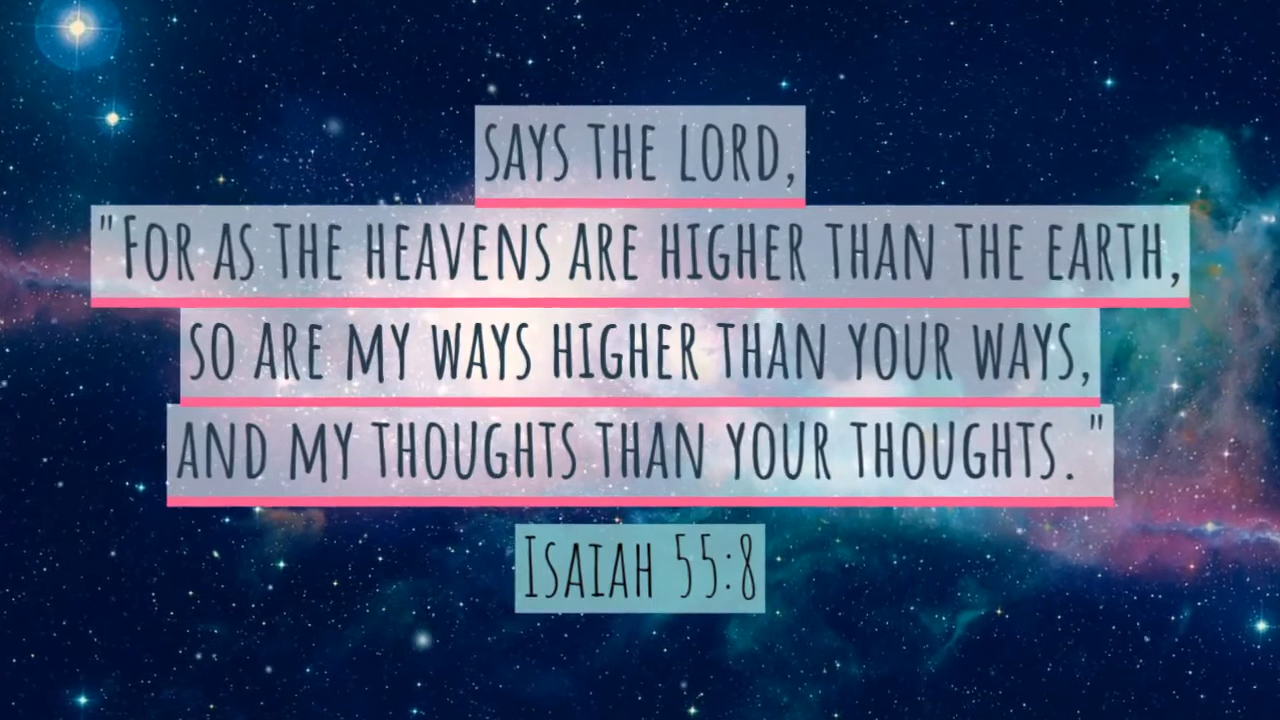 SAYS THE LORD,
"FOR AS THE HEAVENS ARE HIGHER THAN THE EARTH,
SO ARE MY WAYS HIGHER THAN YOUR WAYS,
AND MY THOUGHTS THAN YOUR THOUGHTS."
ISAIAH 55:8